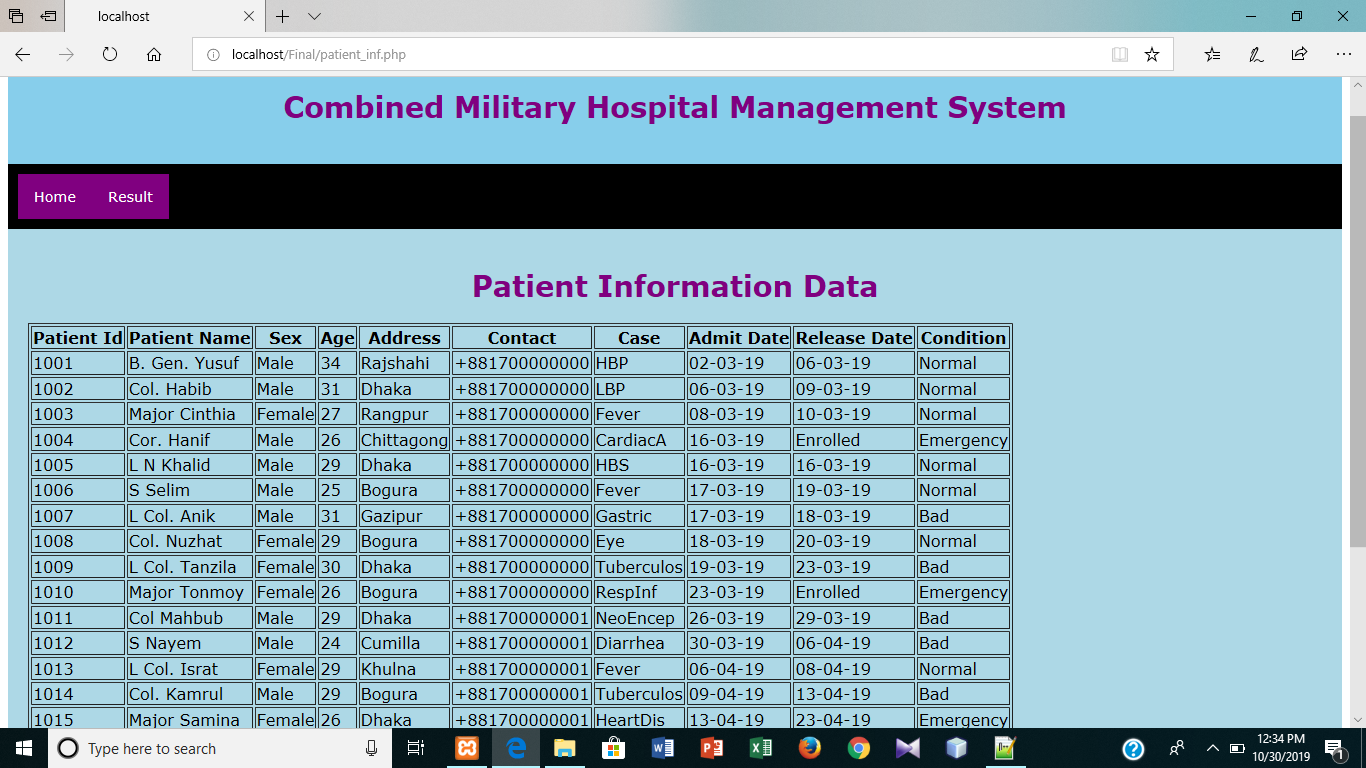 localhost
localhost/Final/patient_inf.php
Combined Military Hospital Management System
Home Result
Patient Information Data
Patient Id Patient Name Sex Age Address Contact Case Admit Date Release Date Condition
1001 B. Gen. Yusuf Male 34 Rajshahi +881700000000 HBP 02-03-19 06-03-19 Normal
1002 Col. Habib Male 31 Dhaka +881700000000 LBP 06-03-19 09-03-19 Normal
1003 Major Cinthia Female 27 Rangpur +881700000000 Fever 08-03-19 10-03-19 Normal
1004 Cor. Hanif Male 26 Chittagong +881700000000 CardiacA 16-03-19 Enrolled Emergency
1005 L N Khalid Male 29 Dhaka +881700000000 HBS 16-03-19 16-03-19 Normal
1006 S Selim Male 25 Bogura +881700000000 Fever 17-03-19 19-03-19 Normal
1007 L Col. Anik Male 31 Gazipur +881700000000 Gastric 17-03-19 18-03-19 Bad
1008 Col. Nuzhat Female 29 Bogura +881700000000 Eye 18-03-19 20-03-19 Normal
1009 L Col. Tanzila Female 30 Dhaka +881700000000 Tuberculos 19-03-19 23-03-19 Bad
1010 Major Tonmoy Female 26 Bogura +881700000000 RespInf 23-03-19 Enrolled Emergency
1011 Col Mahbub Male 29 Dhaka +881700000001 NeoEncep 26-03-19 29-03-19 Bad
1012 S Nayem Male 24 Cumilla +881700000001 Diarrhea 30-03-19 06-04-19 Bad
1013 L Col. Israt Female 29 Khulna +881700000001 Fever 06-04-19 08-04-19 Normal
1014 Col. Kamrul Male 29 Bogura +881700000001 Tuberculos 09-04-19 13-04-19 Bad
1015 Major Samina Female 26 Dhaka +881700000001 HeartDis 13-04-19 23-04-19 Emergency
Type here to search
12:34 PM
10/30/2019
1